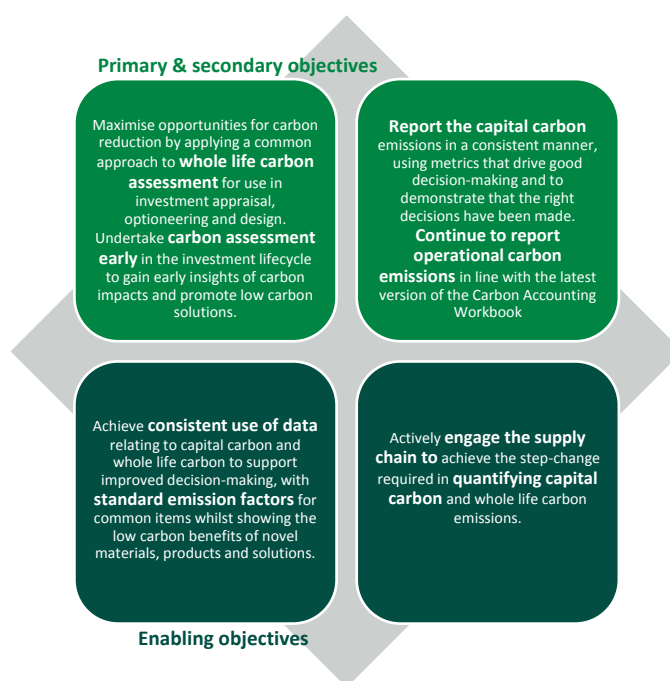 Primary & secondary objectives
Maximise opportunities for carbon
reduction by applying a common
approach to whole life carbon
assessment for use in
investment appraisal,
optioneering and design.
Undertake carbon assessment
early in the investment lifecycle
to gain early insights of carbon
impacts and promote low carbon
solutions.
Report the capital carbon
emissions in a consistent manner,
using metrics that drive good
decision-making and to
demonstrate that the right
decisions have been made.
Continue to report
operational carbon
emissions in line with the latest
version of the Carbon Accounting
Workbook
Achieve consistent use of data
relating to capital carbon and
whole life carbon to support
improved decision-making, with
standard emission factors for
common items whilst showing the
low carbon benefits of novel
materials, products and solutions.
Actively engage the supply
chain to achieve the step-change
required in quantifying capital
carbon and whole life carbon
emissions.
Enabling objectives